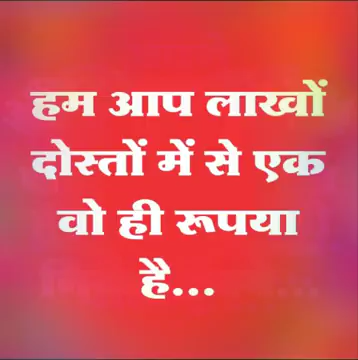 हम आप लाखों
दोस्तों में से एक
वो ही रूपया
है...